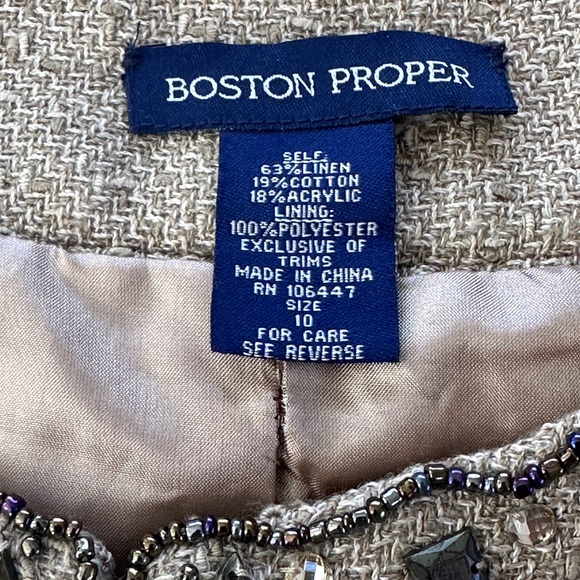 BOSTON PROPER
SELF:
63%LINEN
19%COTTON
18%ACRYLIC
LINING:
100%POLYESTER
EXCLUSIVE OF
TRIMS
MADE IN CHINA
RN 106447
SIZE
10
FOR CARE
SEE REVERSE